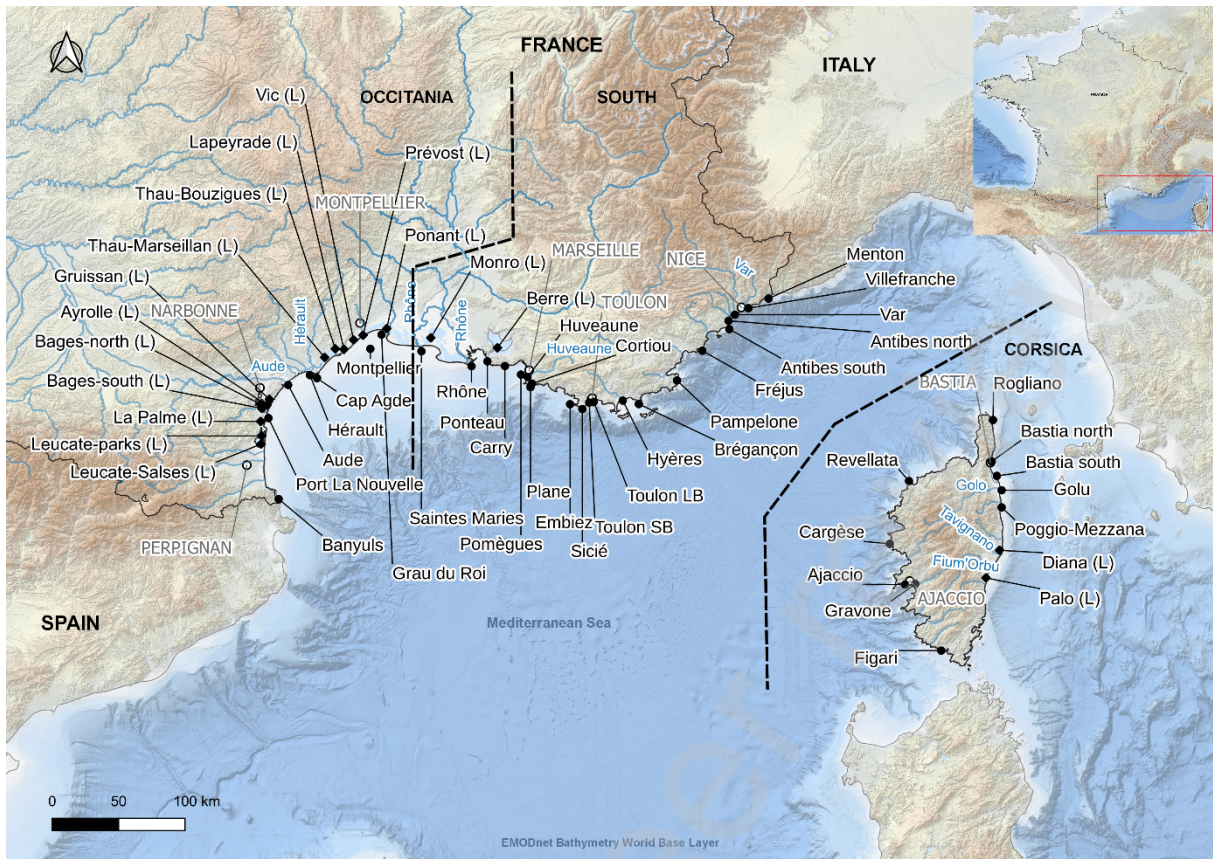 FRANCE
ITALY
OCCITANIA
SOUTH
FRANCE
Vic (L)
Lapeyrade (L)
Prévost (L)
Thau-Bouzigues (L)
MONTPELLIER
Ponant (L)
Thau-Marseillan (L)
MARSEILLE
Monro (L)
NICE
Var
Menton
Gruissan (L)
Villefranche
NARBONNE
Hérault
Rhône
Rhône
Berre (L)
TOULON
Ayrolle (L)
Var
Huveaune
Bages-north (L)
Antibes north
Huveaune
Cortiou
Aude
Montpellier
CORSICA
Antibes south
Bages-south (L)
Cap Agde
Rhône
Fréjus
BASTIA
Rogliano
La Palme (L)
Ponteau
Pampelone
Hérault
Leucate-parks (L)
Carry
Brégançon
Bastia north
Aude
Hyères
Revellata
Bastia south
Leucate-Salses (L)
Port La Nouvelle
Golo
Golu
Plane
Toulon LB
Saintes Maries
Embiez
Toulon SB
Tavignano
Poggio-Mezzana
Cargèse
Banyuls
Pomègues
Sicié
PERPIGNAN
Diana (L)
Fium'Orbu
Grau du Roi
Ajaccio
AJACCIO
Palo (L)
Gravone
SPAIN
Mediterranean Sea
Figari
0 50 100 km
EMODnet Bathymetry World Base Layer